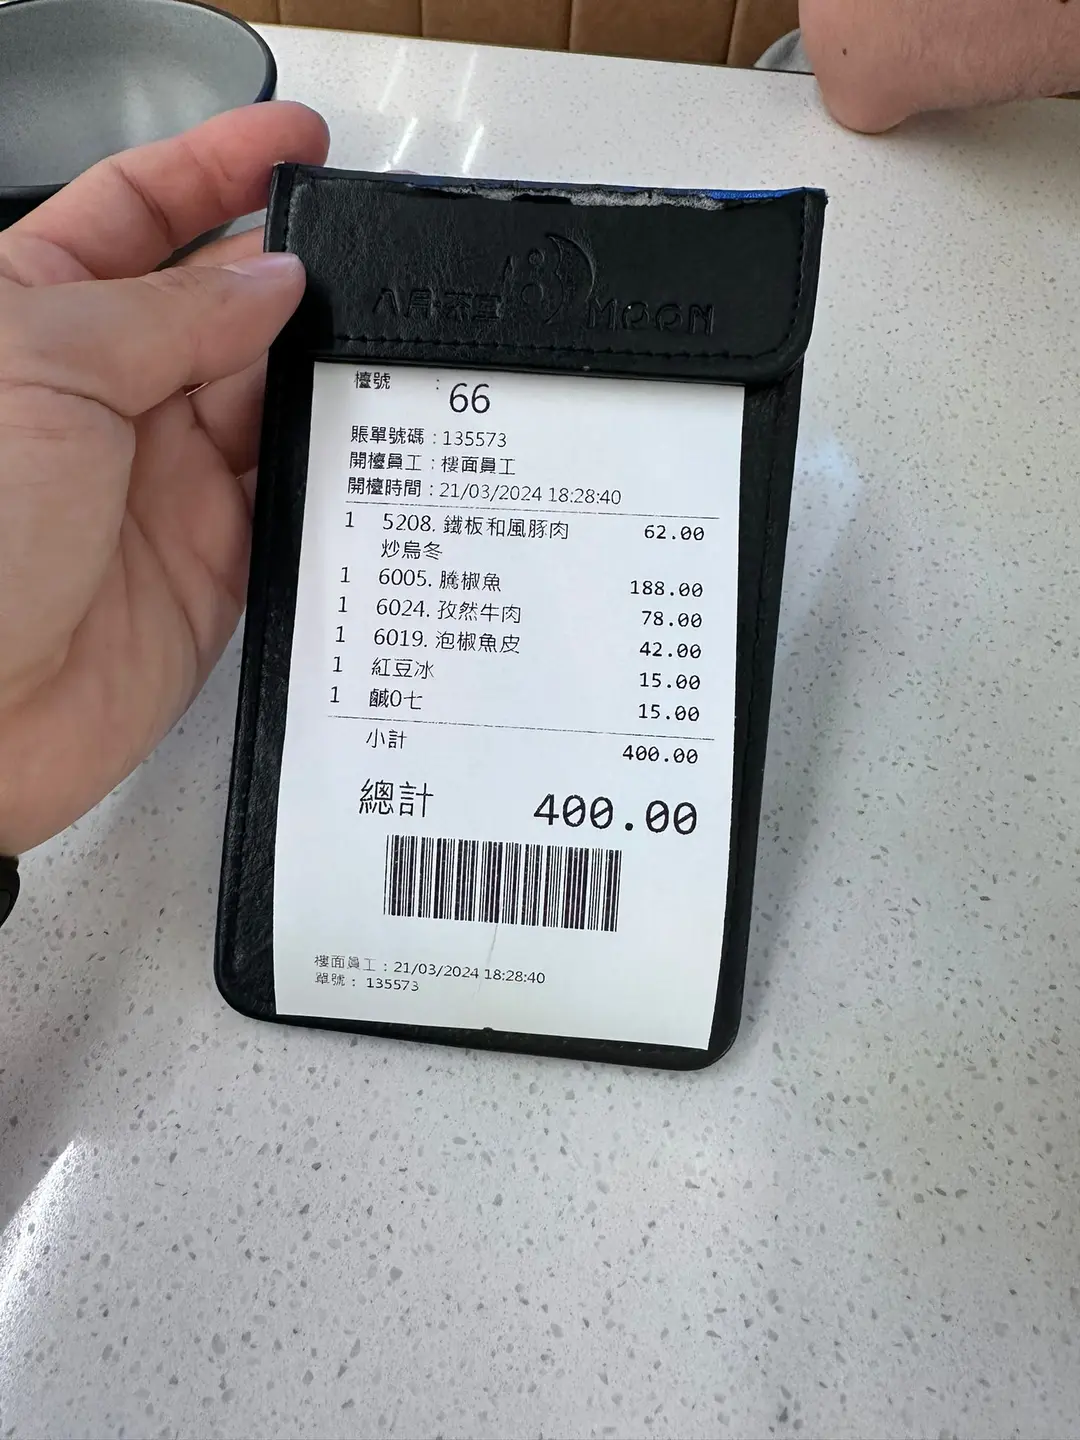 八月.茶豆 MOON
檯號 : 66
賬單號碼 : 135573
開檯員工 : 樓面員工
開檯時間 : 21/03/2024 18:28:40
1 5208. 鐵板和風豚肉 62.00
炒烏冬
1 6005. 騰椒魚 188.00
1 6024. 孜然牛肉 78.00
1 6019. 泡椒魚皮 42.00
1 紅豆冰 15.00
1 鹹0七 15.00
小計 400.00
總計 400.00
樓面員工 : 21/03/2024 18:28:40
單號 : 135573